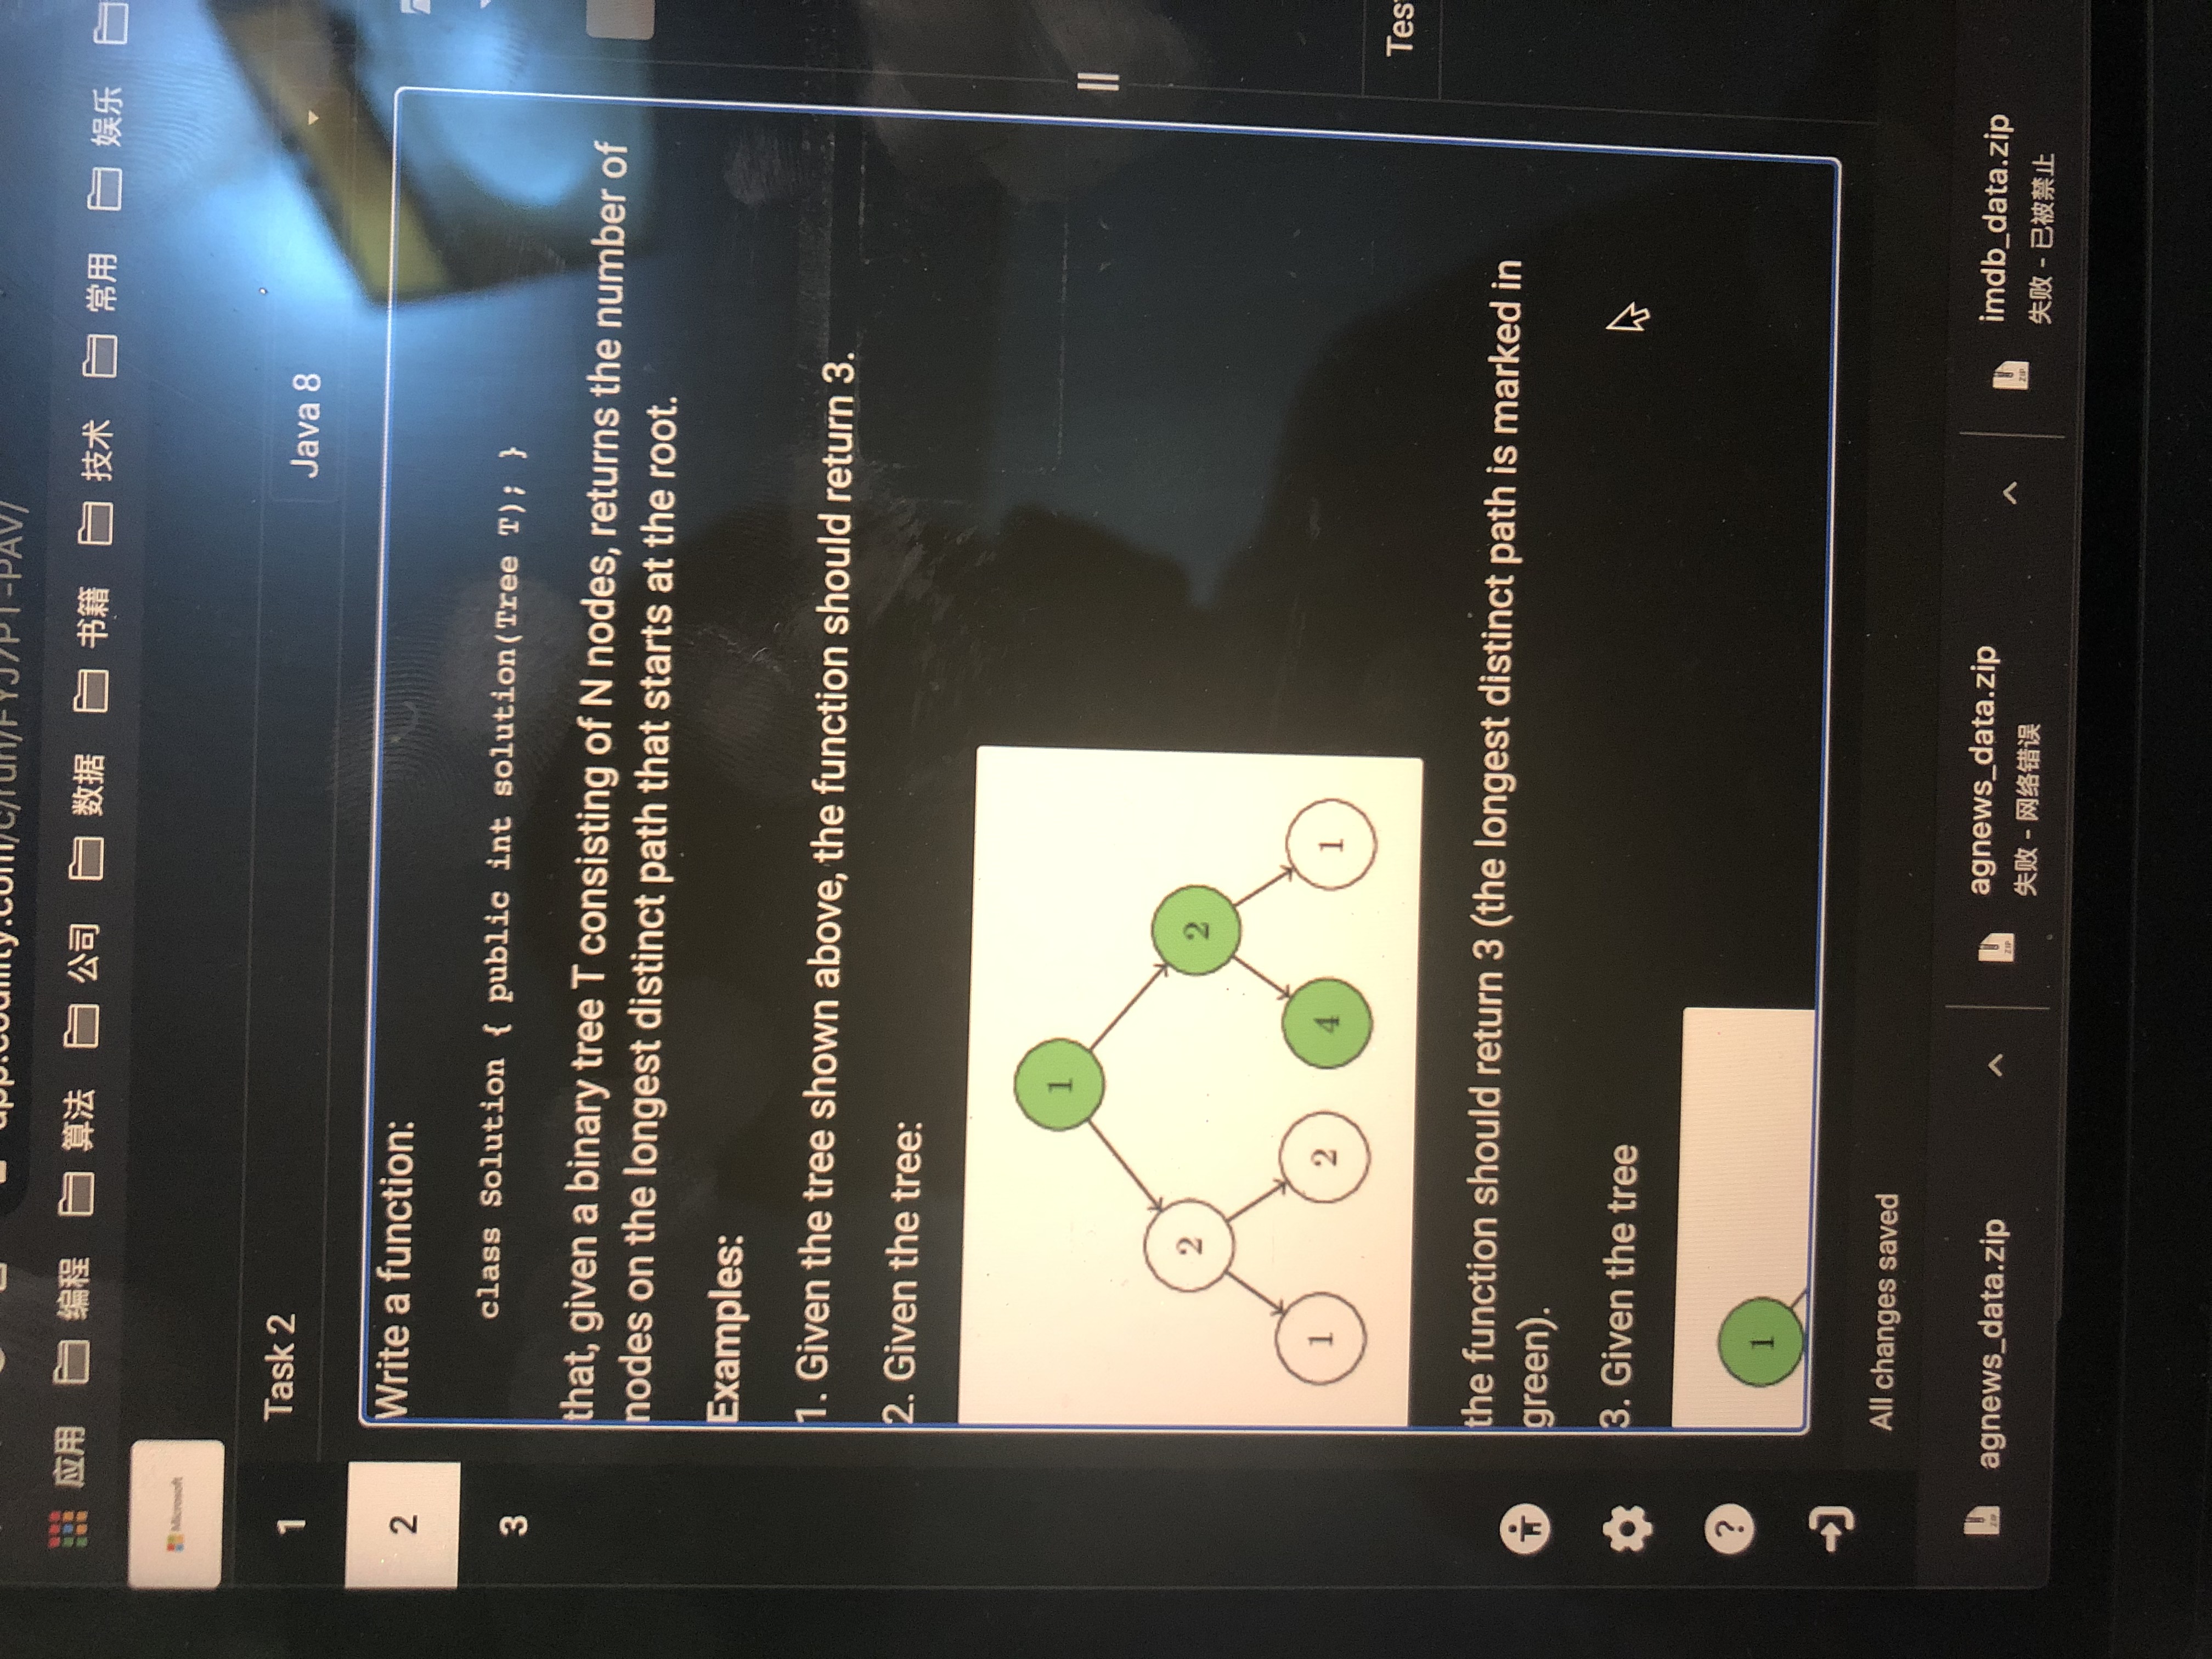 app.codility.com/c/run/FYJ7PT-PAV/
应用 编程 算法 公司 数据 书籍 技术 常用 娱乐
Microsoft
1 Task 2 Java 8
2
3
Write a function:
class Solution { public int solution(Tree T); }
that, given a binary tree T consisting of N nodes, returns the number of
nodes on the longest distinct path that starts at the root.
Examples:
1. Given the tree shown above, the function should return 3.
2. Given the tree:
1
2 2
1 2 4 1
Tes
the function should return 3 (the longest distinct path is marked in
green).
3. Given the tree
1
All changes saved
agnews_data.zip
agnews_data.zip
失败 - 网络错误
imdb_data.zip
失败 - 已被禁止